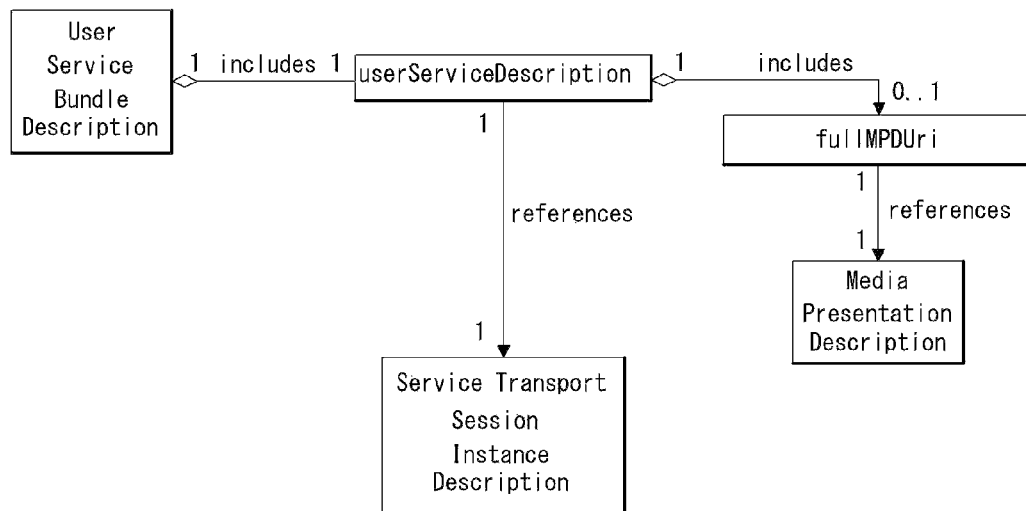 User
Service
Bundle
Description
1 includes 1
userServiceDescription
1 includes
0..1
fullMPDUri
1
references
1
Media
Presentation
Description
1
references
1
Service Transport
Session
Instance
Description